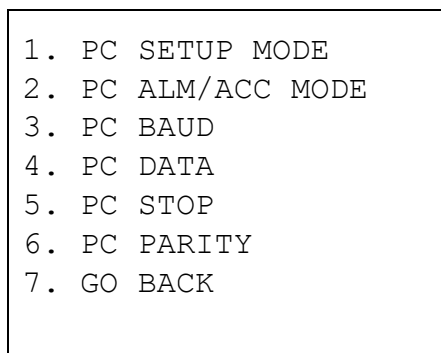 1. PC SETUP MODE
2. PC ALM/ACC MODE
3. PC BAUD
4. PC DATA
5. PC STOP
6. PC PARITY
7. GO BACK